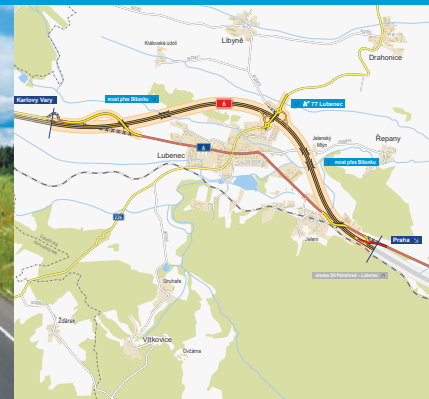 Libyně
Královské údolí
Drahonice
Karlovy Vary
most přes Blšanku
6
77 Lubenec
Jelenský
Mlýn
Řepany
6
Lubenec
most přes Blšanku
226
Jelení
Praha
stavba D6 Petrohrad – Lubenec
Struhaře
Žďárek
Vítkovice
Ovčárna